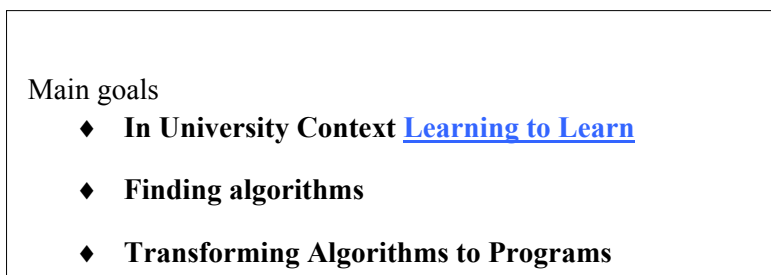 Main goals
♦ In University Context Learning to Learn
♦ Finding algorithms
♦ Transforming Algorithms to Programs